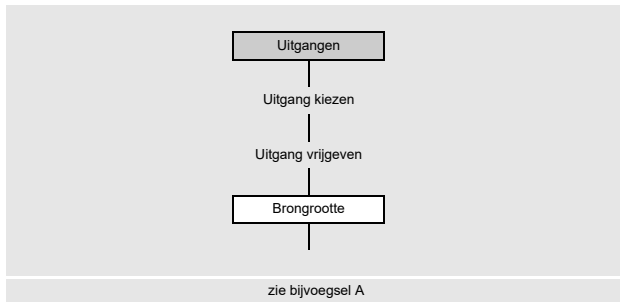 Uitgangen
Uitgang kiezen
Uitgang vrijgeven
Brongrootte
zie bijvoegsel A